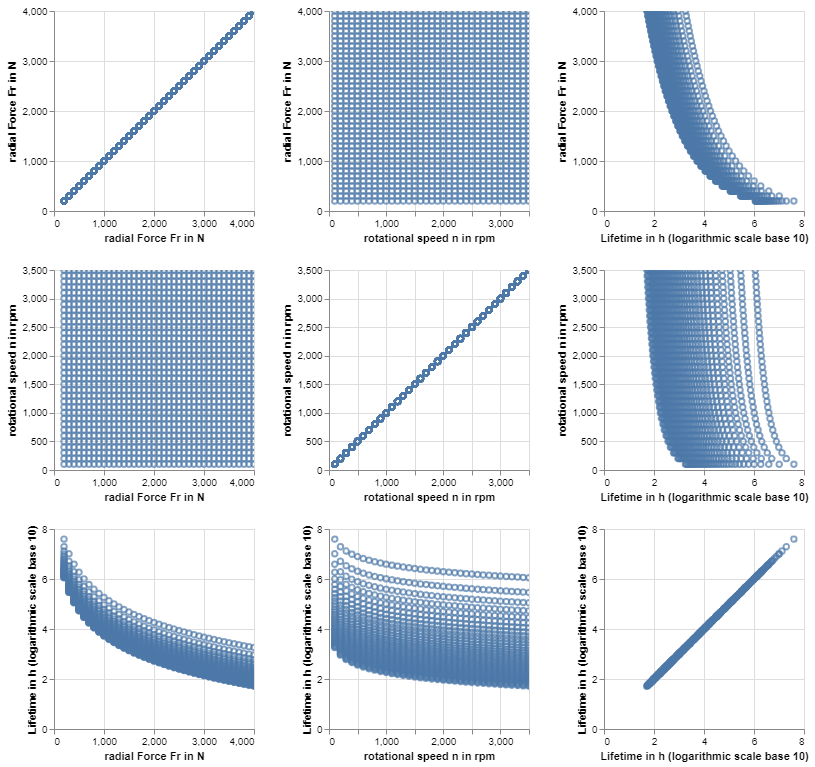 4,000
3,000
2,000
1,000
0
radial Force Fr in N
0 1,000 2,000 3,000 4,000
radial Force Fr in N
4,000
3,000
2,000
1,000
0
radial Force Fr in N
0 1,000 2,000 3,000
rotational speed n in rpm
4,000
3,000
2,000
1,000
0
radial Force Fr in N
0 2 4 6 8
Lifetime in h (logarithmic scale base 10)
3,500
3,000
2,500
2,000
1,500
1,000
500
0
rotational speed n in rpm
0 1,000 2,000 3,000 4,000
radial Force Fr in N
3,500
3,000
2,500
2,000
1,500
1,000
500
0
rotational speed n in rpm
0 1,000 2,000 3,000
rotational speed n in rpm
3,500
3,000
2,500
2,000
1,500
1,000
500
0
rotational speed n in rpm
0 2 4 6 8
Lifetime in h (logarithmic scale base 10)
8
6
4
2
0
Lifetime in h (logarithmic scale base 10)
0 1,000 2,000 3,000 4,000
radial Force Fr in N
8
6
4
2
0
Lifetime in h (logarithmic scale base 10)
0 1,000 2,000 3,000
rotational speed n in rpm
8
6
4
2
0
Lifetime in h (logarithmic scale base 10)
0 2 4 6 8
Lifetime in h (logarithmic scale base 10)